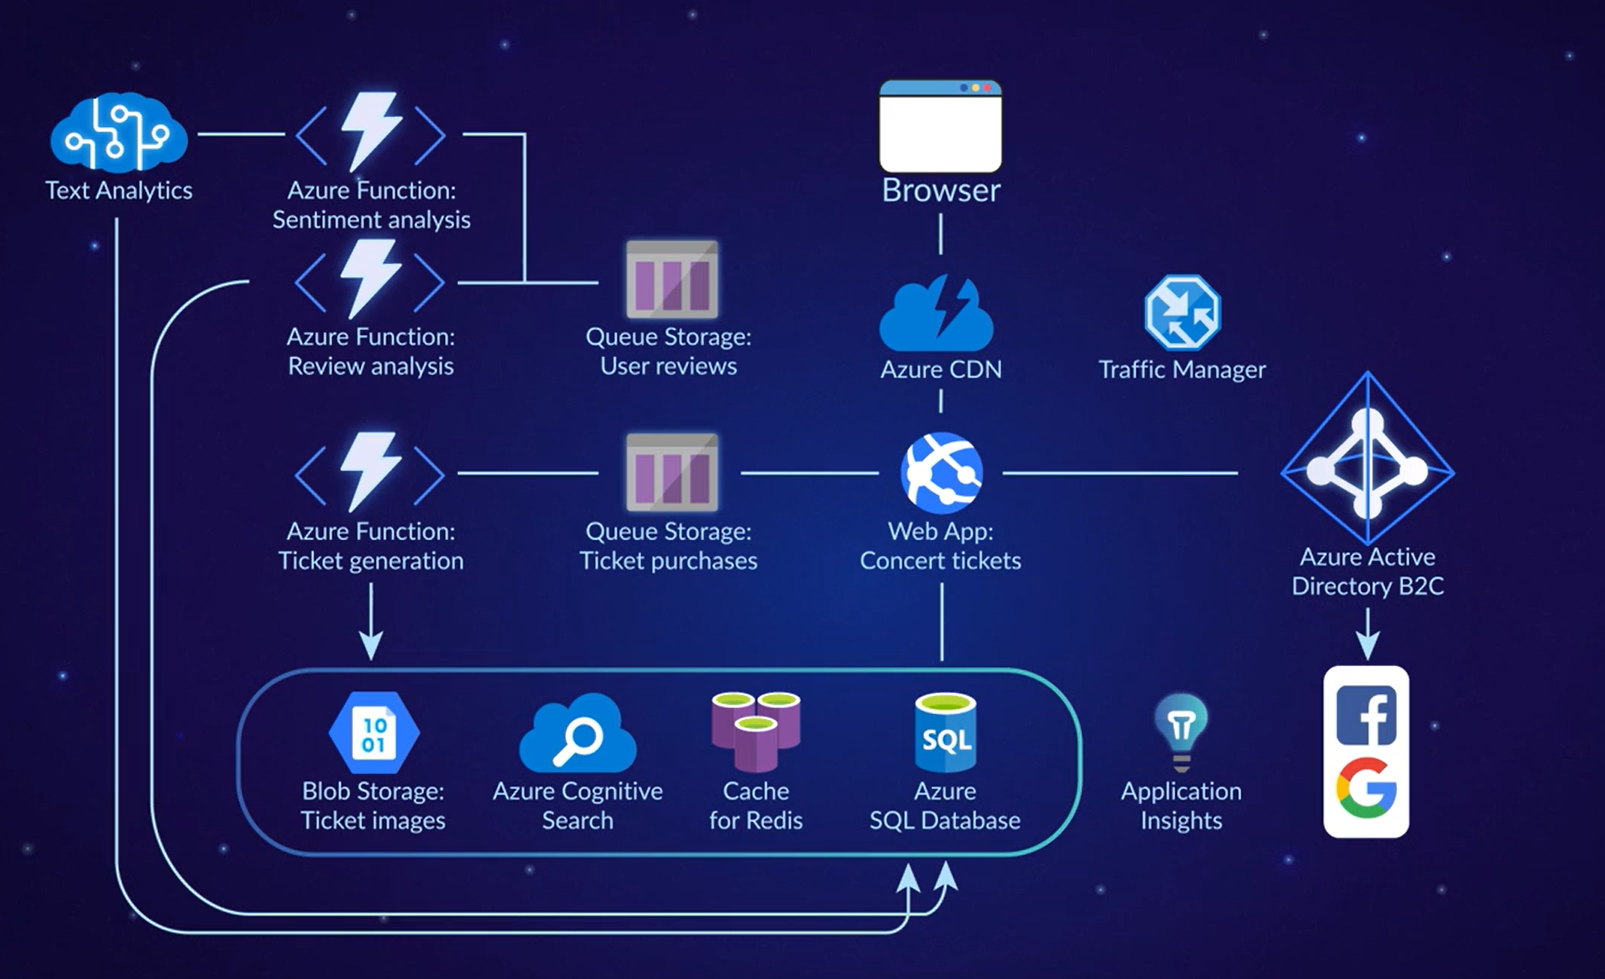 Text Analytics
Azure Function:
Sentiment analysis
Browser
Azure Function:
Review analysis
Queue Storage:
User reviews
Azure CDN
Traffic Manager
Azure Function:
Ticket generation
Queue Storage:
Ticket purchases
Web App:
Concert tickets
Azure Active
Directory B2C
10
01
Blob Storage:
Ticket images
Azure Cognitive
Search
Cache
for Redis
SQL
Azure
SQL Database
Application
Insights
f
G